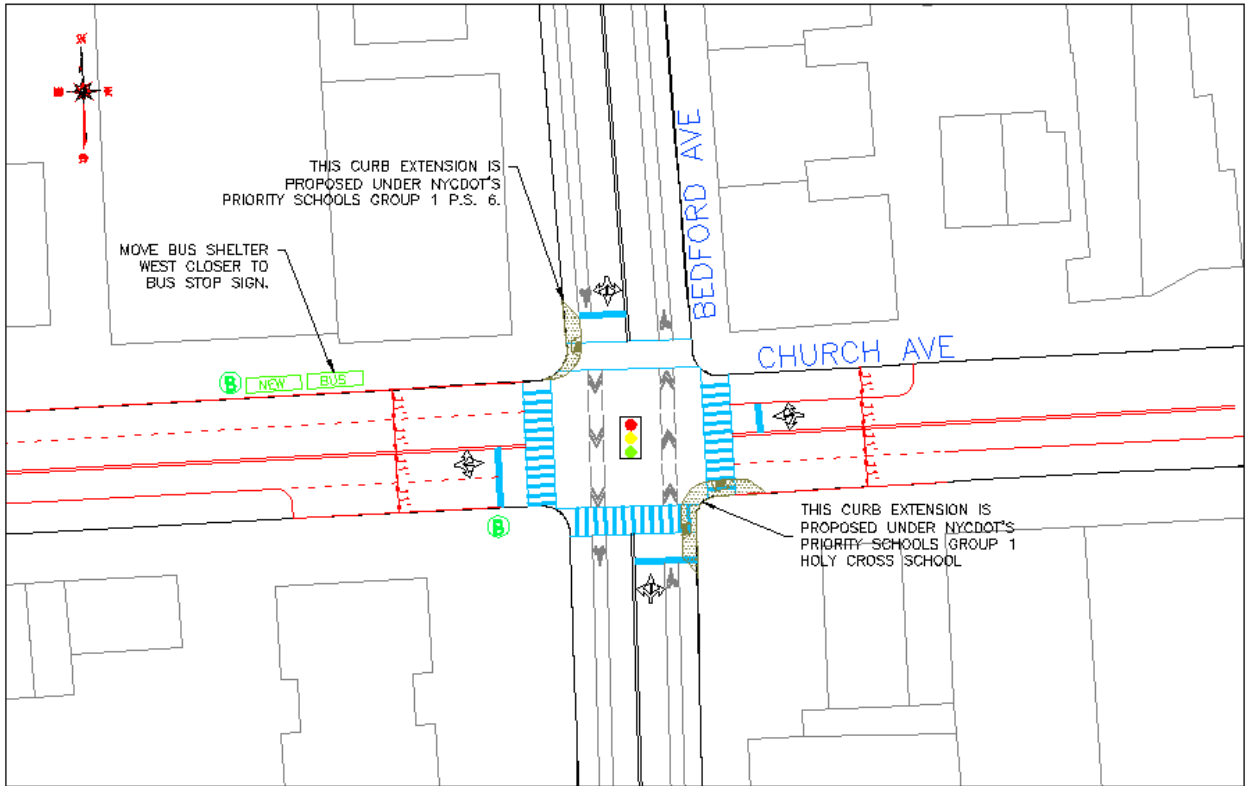 THIS CURB EXTENSION IS
PROPOSED UNDER NYCDOT'S
PRIORITY SCHOOLS GROUP 1 P.S. 6.
BEDFORD AVE
MOVE BUS SHELTER
WEST CLOSER TO
BUS STOP SIGN.
CHURCH AVE
B
NEW
BUS
B
THIS CURB EXTENSION IS
PROPOSED UNDER NYCDOT'S
PRIORITY SCHOOLS GROUP 1
HOLY CROSS SCHOOL